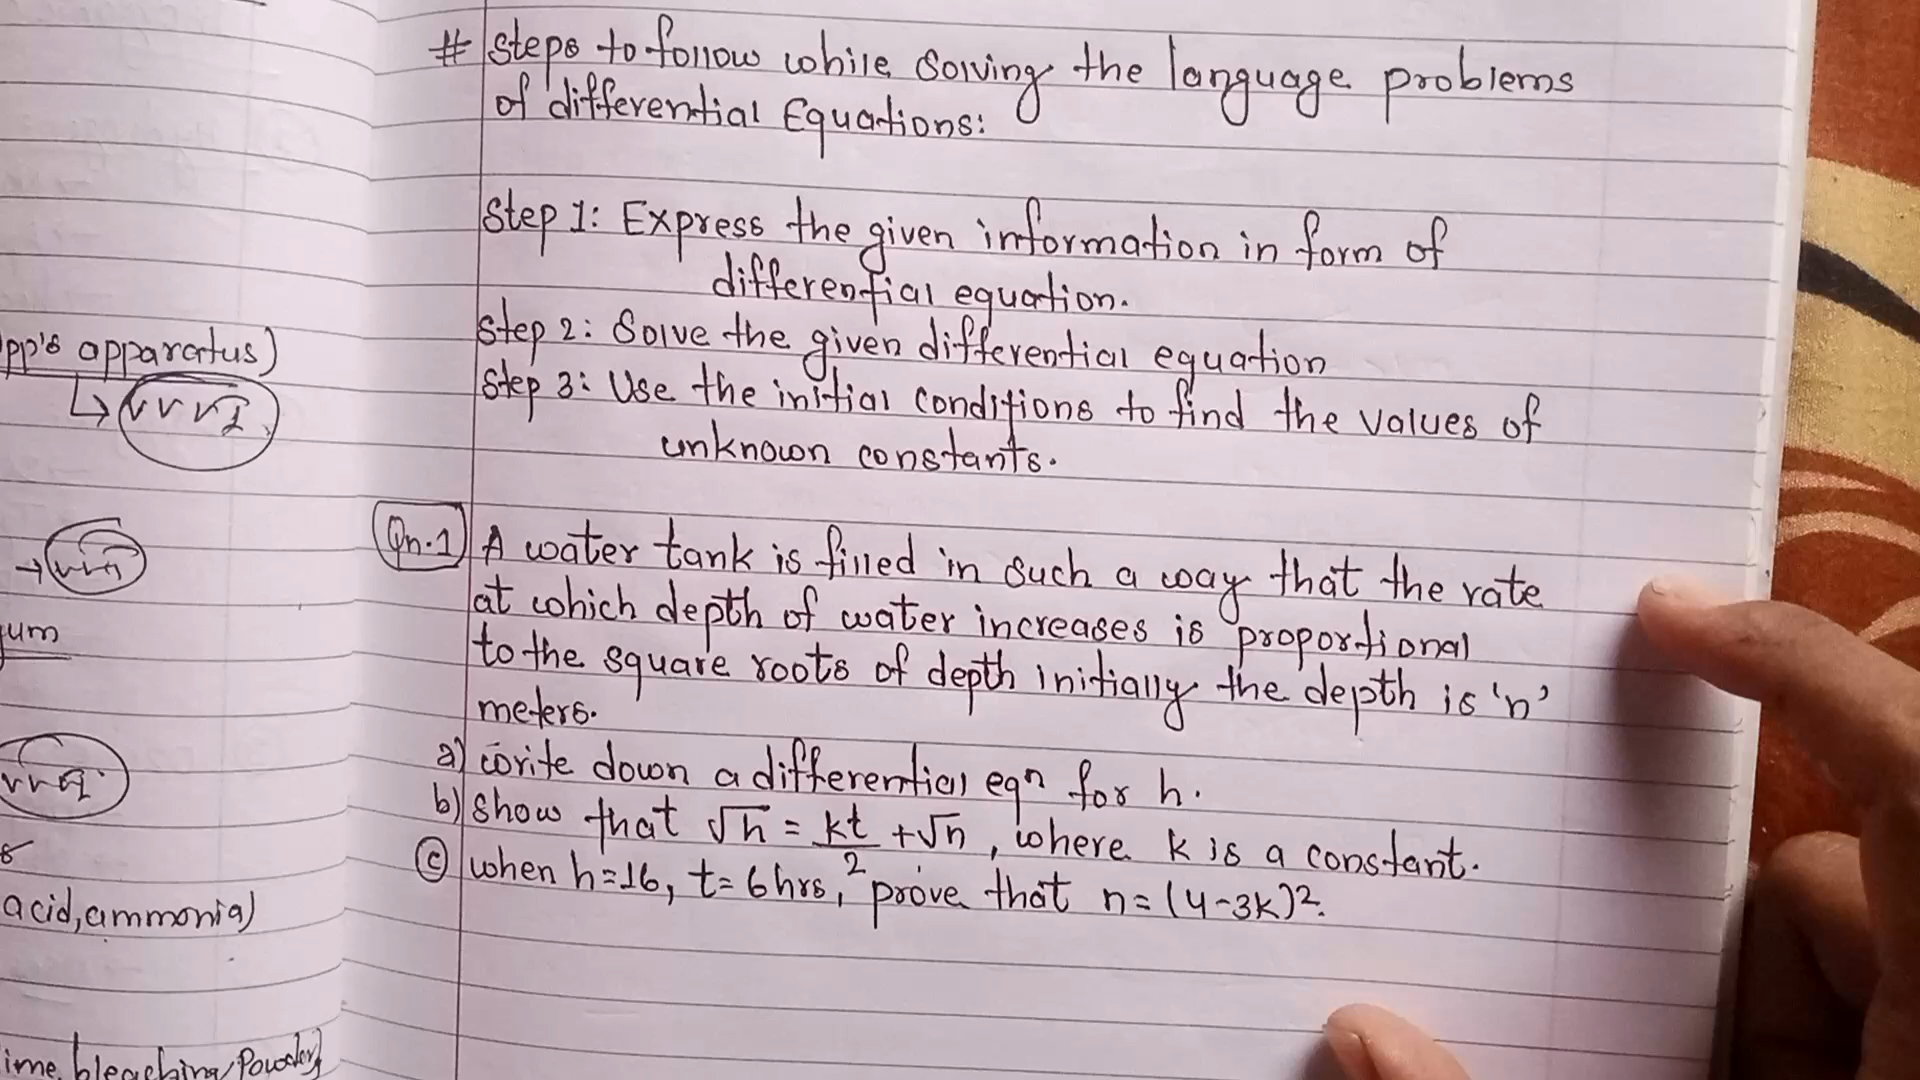 # Steps to follow while solving the language problems
of differential Equations:
Step 1: Express the given information in form of
differential equation.
Step 2: Solve the given differential equation
Step 3: Use the initial conditions to find the values of
unknown constants.
Qn.1 A water tank is filled in such a way that the rate
at which depth of water increases is proportional
to the square roots of depth initially the depth is 'n'
meters.
a) write down a differential eqn for h.
b) Show that √h = kt/2 + √n, where k is a constant.
c) when h=16, t=6hrs, prove that n=(4-3k)².
pp's apparatus)
um
acid, ammonia)
ime, bleaching Powder)